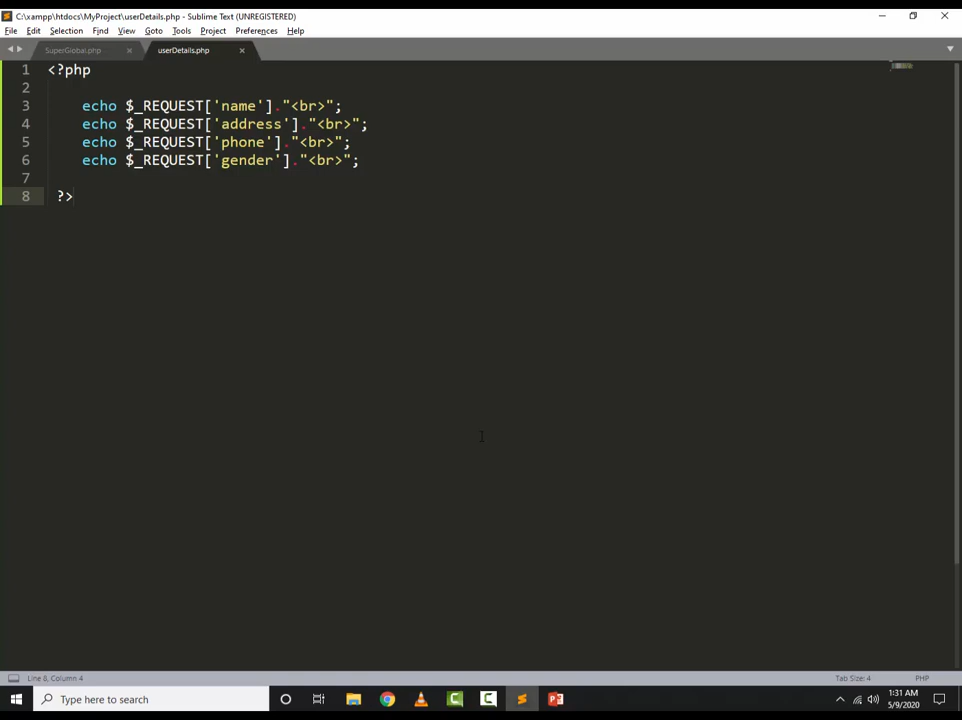 C:\xampp\htdocs\MyProject\userDetails.php - Sublime Text (UNREGISTERED)
File Edit Selection Find View Goto Tools Project Preferences Help
SuperGlobal.php userDetails.php
1 <?php
2
3 echo $_REQUEST['name']."<br>";
4 echo $_REQUEST['address']."<br>";
5 echo $_REQUEST['phone']."<br>";
6 echo $_REQUEST['gender']."<br>";
7
8 ?>
Line 8, Column 4 Tab Size: 4 PHP
Type here to search
1:31 AM
5/9/2020